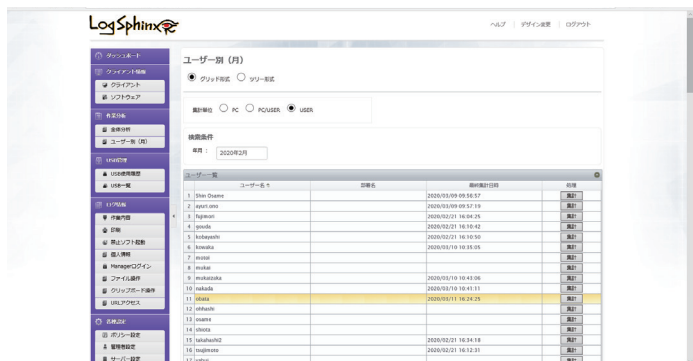 LogSphinx
ヘルプ | デザイン変更 | ログアウト
ダッシュボード
クライアント情報
クライアント
ソフトウェア
作業分析
全体分析
ユーザー別（月）
USB管理
USB使用履歴
USB一覧
ログ情報
作業内容
印刷
禁止ソフト起動
個人情報
Managerログイン
ファイル操作
クリップボード操作
URLアクセス
各種設定
ポリシー設定
管理者設定
サーバー設定
ユーザー別（月）
グリッド形式 ツリー形式
集計単位 PC PC/USER USER
検索条件
年月 : 2020年2月
ユーザー一覧
ユーザー名 部署名 最終集計日時 処理
1 Shin Osame 2020/03/09 09:56:57 集計
2 ayuri.ono 2020/03/09 09:57:19 集計
3 fujimori 2020/02/21 16:04:25 集計
4 gouda 2020/02/21 16:10:42 集計
5 kobayashi 2020/02/21 16:10:50 集計
6 kowaka 2020/03/10 10:35:05 集計
7 motoi 集計
8 mukai 集計
9 mukaizaka 2020/03/10 10:43:06 集計
10 nakada 2020/03/10 10:41:11 集計
11 obata 2020/03/11 16:24:25 集計
12 ohhashi 集計
13 osame 集計
14 shiota 集計
15 takahashi2 2020/02/21 16:34:18 集計
16 tsujimoto 2020/02/21 16:12:31 集計
17 集計